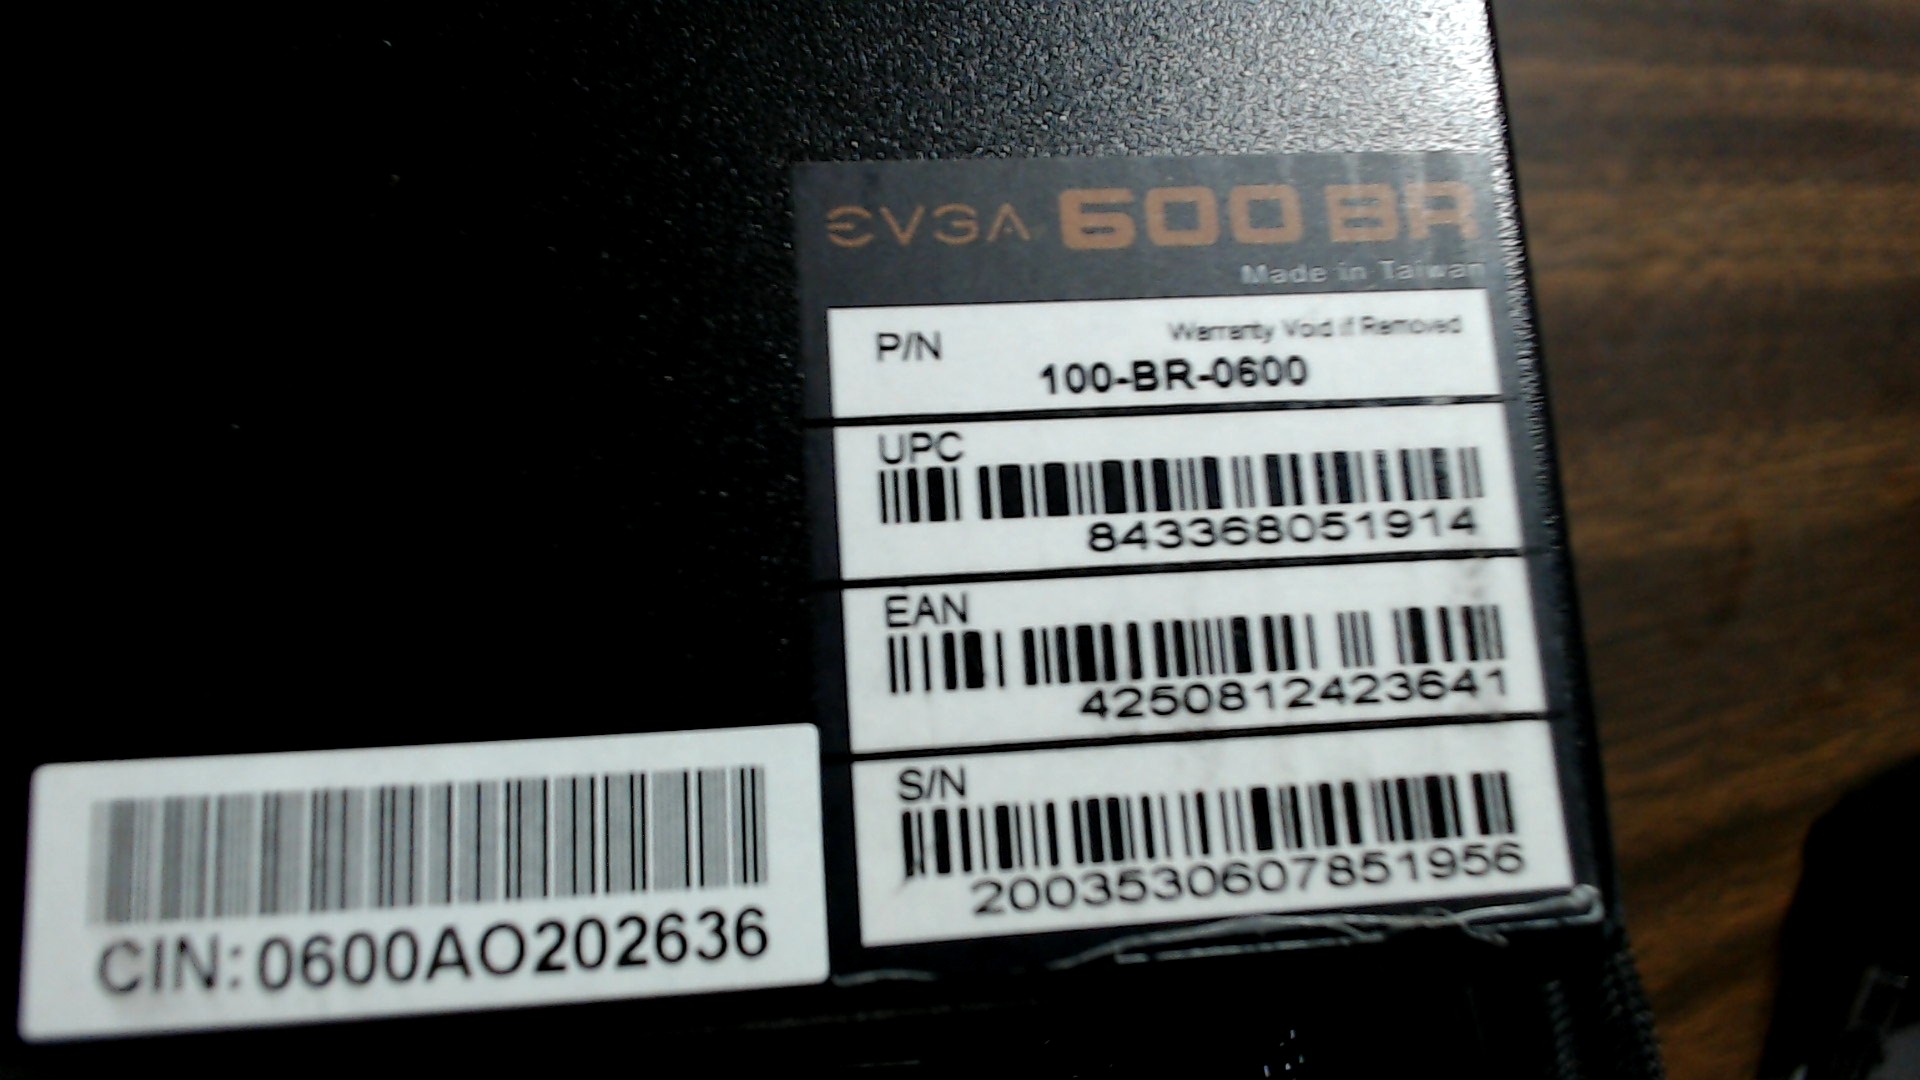 EVGA 600 BR
Made in Taiwan
P/N
Warranty Void if Removed
100-BR-0600
UPC
843368051914
EAN
4250812423641
S/N
2003530607851956
CIN:0600AO202636